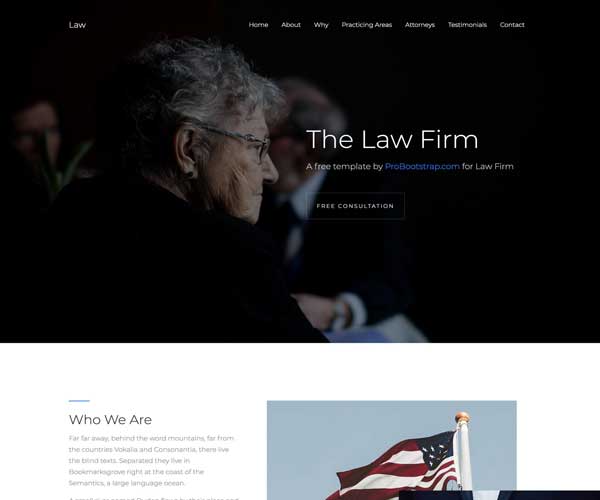 Law
Home About Why Practicing Areas Attorneys Testimonials Contact
The Law Firm
A free template by ProBootstrap.com for Law Firm
FREE CONSULTATION
Who We Are
Far far away, behind the word mountains, far from
the countries Vokalia and Consonantia, there live
the blind texts. Separated they live in
Bookmarksgrove right at the coast of the
Semantics, a large language ocean.